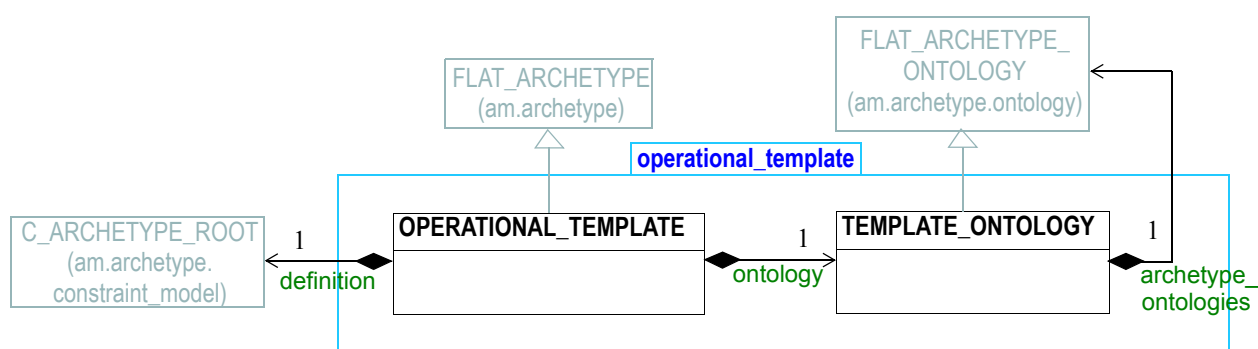 FLAT_ARCHETYPE_
ONTOLOGY
(am.archetype.ontology)
FLAT_ARCHETYPE
(am.archetype)
operational_template
C_ARCHETYPE_ROOT
(am.archetype.
constraint_model)
1
definition
OPERATIONAL_TEMPLATE
1
ontology
TEMPLATE_ONTOLOGY
1
archetype_
ontologies